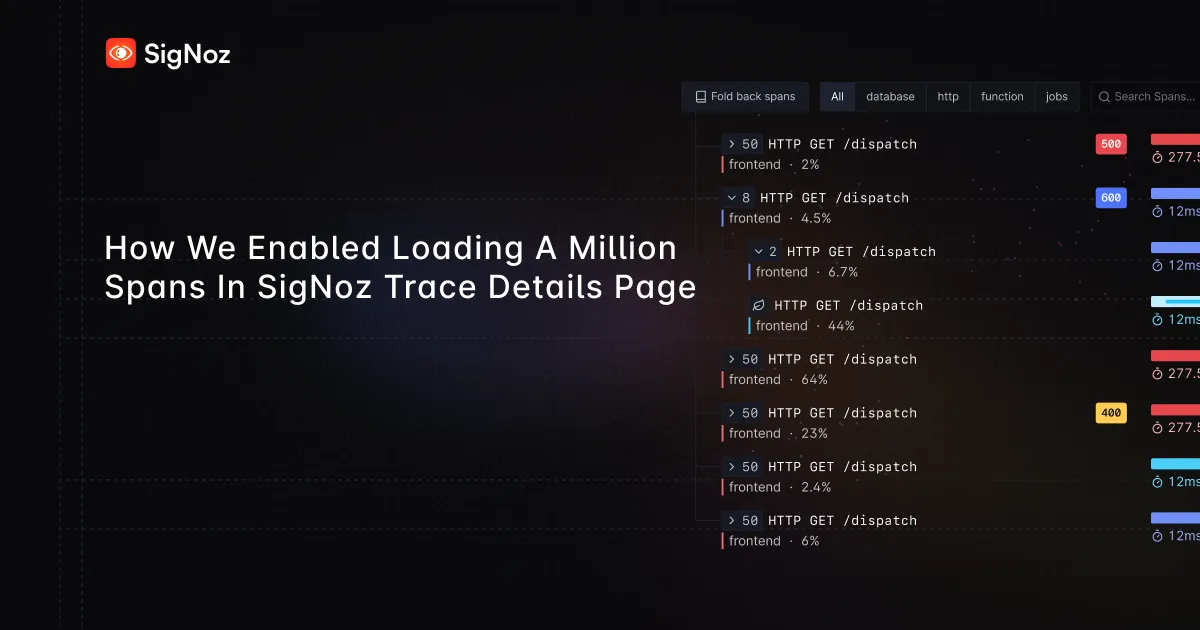 SigNoz
Fold back spans
All database http function jobs
Search Spans...
50 HTTP GET /dispatch
500
frontend · 2%
277.5
8 HTTP GET /dispatch
600
frontend · 4.5%
12ms
How We Enabled Loading A Million
Spans In SigNoz Trace Details Page
2 HTTP GET /dispatch
frontend · 6.7%
12ms
HTTP GET /dispatch
frontend · 44%
12ms
50 HTTP GET /dispatch
frontend · 64%
277.5
50 HTTP GET /dispatch
400
frontend · 23%
277.5
50 HTTP GET /dispatch
frontend · 2.4%
12ms
50 HTTP GET /dispatch
frontend · 6%
12ms